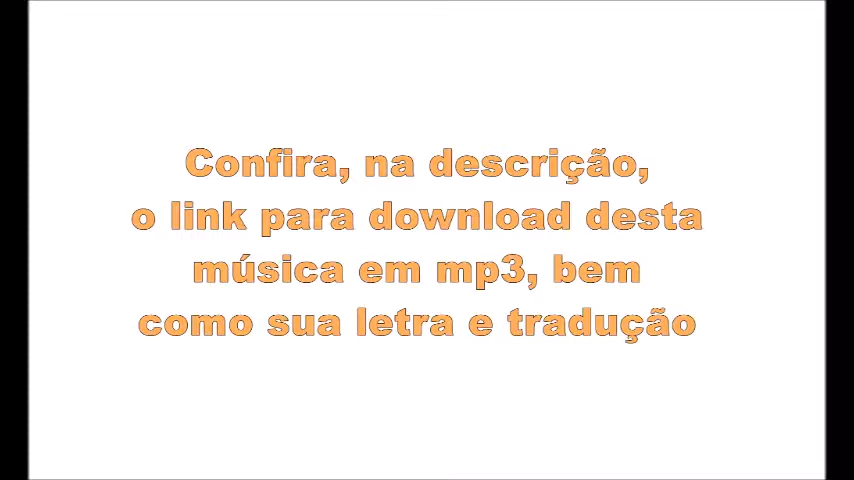 Confira, na descrição,
o link para download desta
música em mp3, bem
como sua letra e tradução